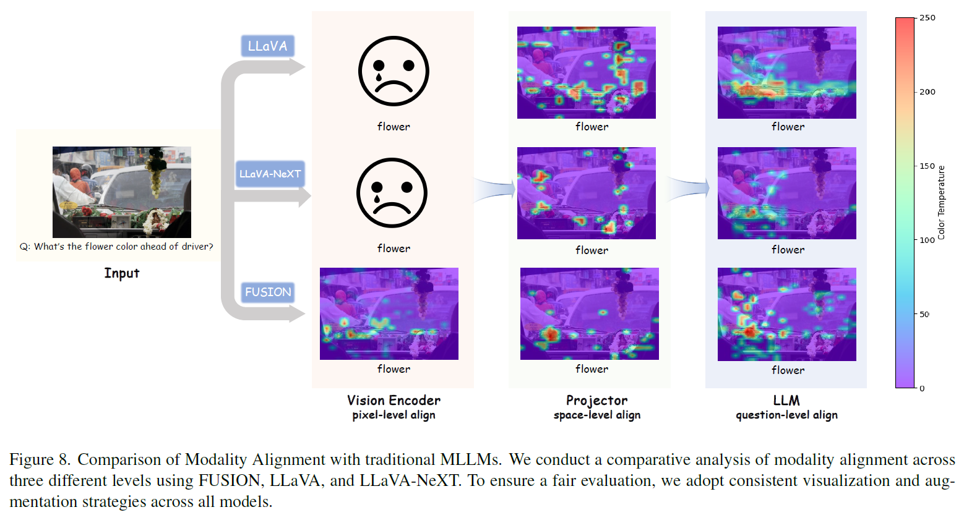 LLaVA
250
flower
flower
flower
200
LLaVA-NeXT
150
Q: What's the flower color ahead of driver?
flower
flower
flower
Color Temperature
Input
100
FUSION
50
flower
flower
flower
0
Vision Encoder
pixel-level align
Projector
space-level align
LLM
question-level align
Figure 8. Comparison of Modality Alignment with traditional MLLMs. We conduct a comparative analysis of modality alignment across
three different levels using FUSION, LLaVA, and LLaVA-NeXT. To ensure a fair evaluation, we adopt consistent visualization and aug-
mentation strategies across all models.